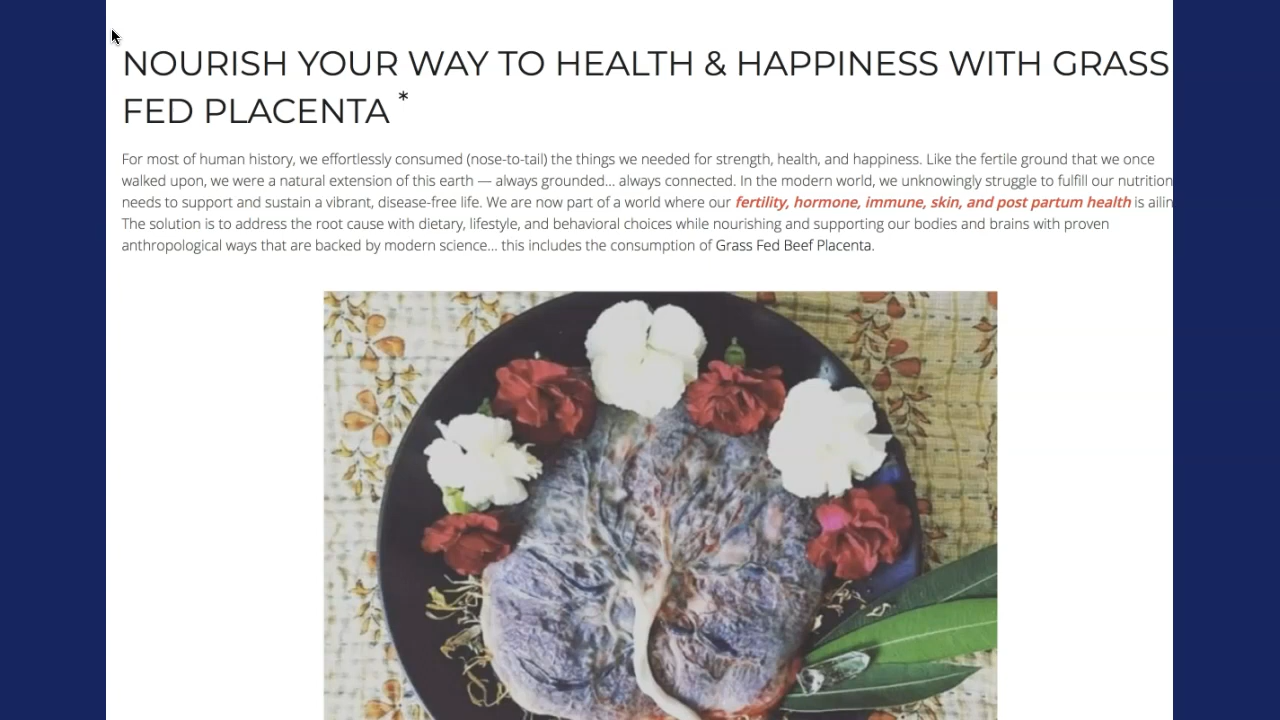 NOURISH YOUR WAY TO HEALTH & HAPPINESS WITH GRASS
FED PLACENTA *
For most of human history, we effortlessly consumed (nose-to-tail) the things we needed for strength, health, and happiness. Like the fertile ground that we once
walked upon, we were a natural extension of this earth — always grounded... always connected. In the modern world, we unknowingly struggle to fulfill our nutrition
needs to support and sustain a vibrant, disease-free life. We are now part of a world where our fertility, hormone, immune, skin, and post partum health is ailin
The solution is to address the root cause with dietary, lifestyle, and behavioral choices while nourishing and supporting our bodies and brains with proven
anthropological ways that are backed by modern science... this includes the consumption of Grass Fed Beef Placenta.